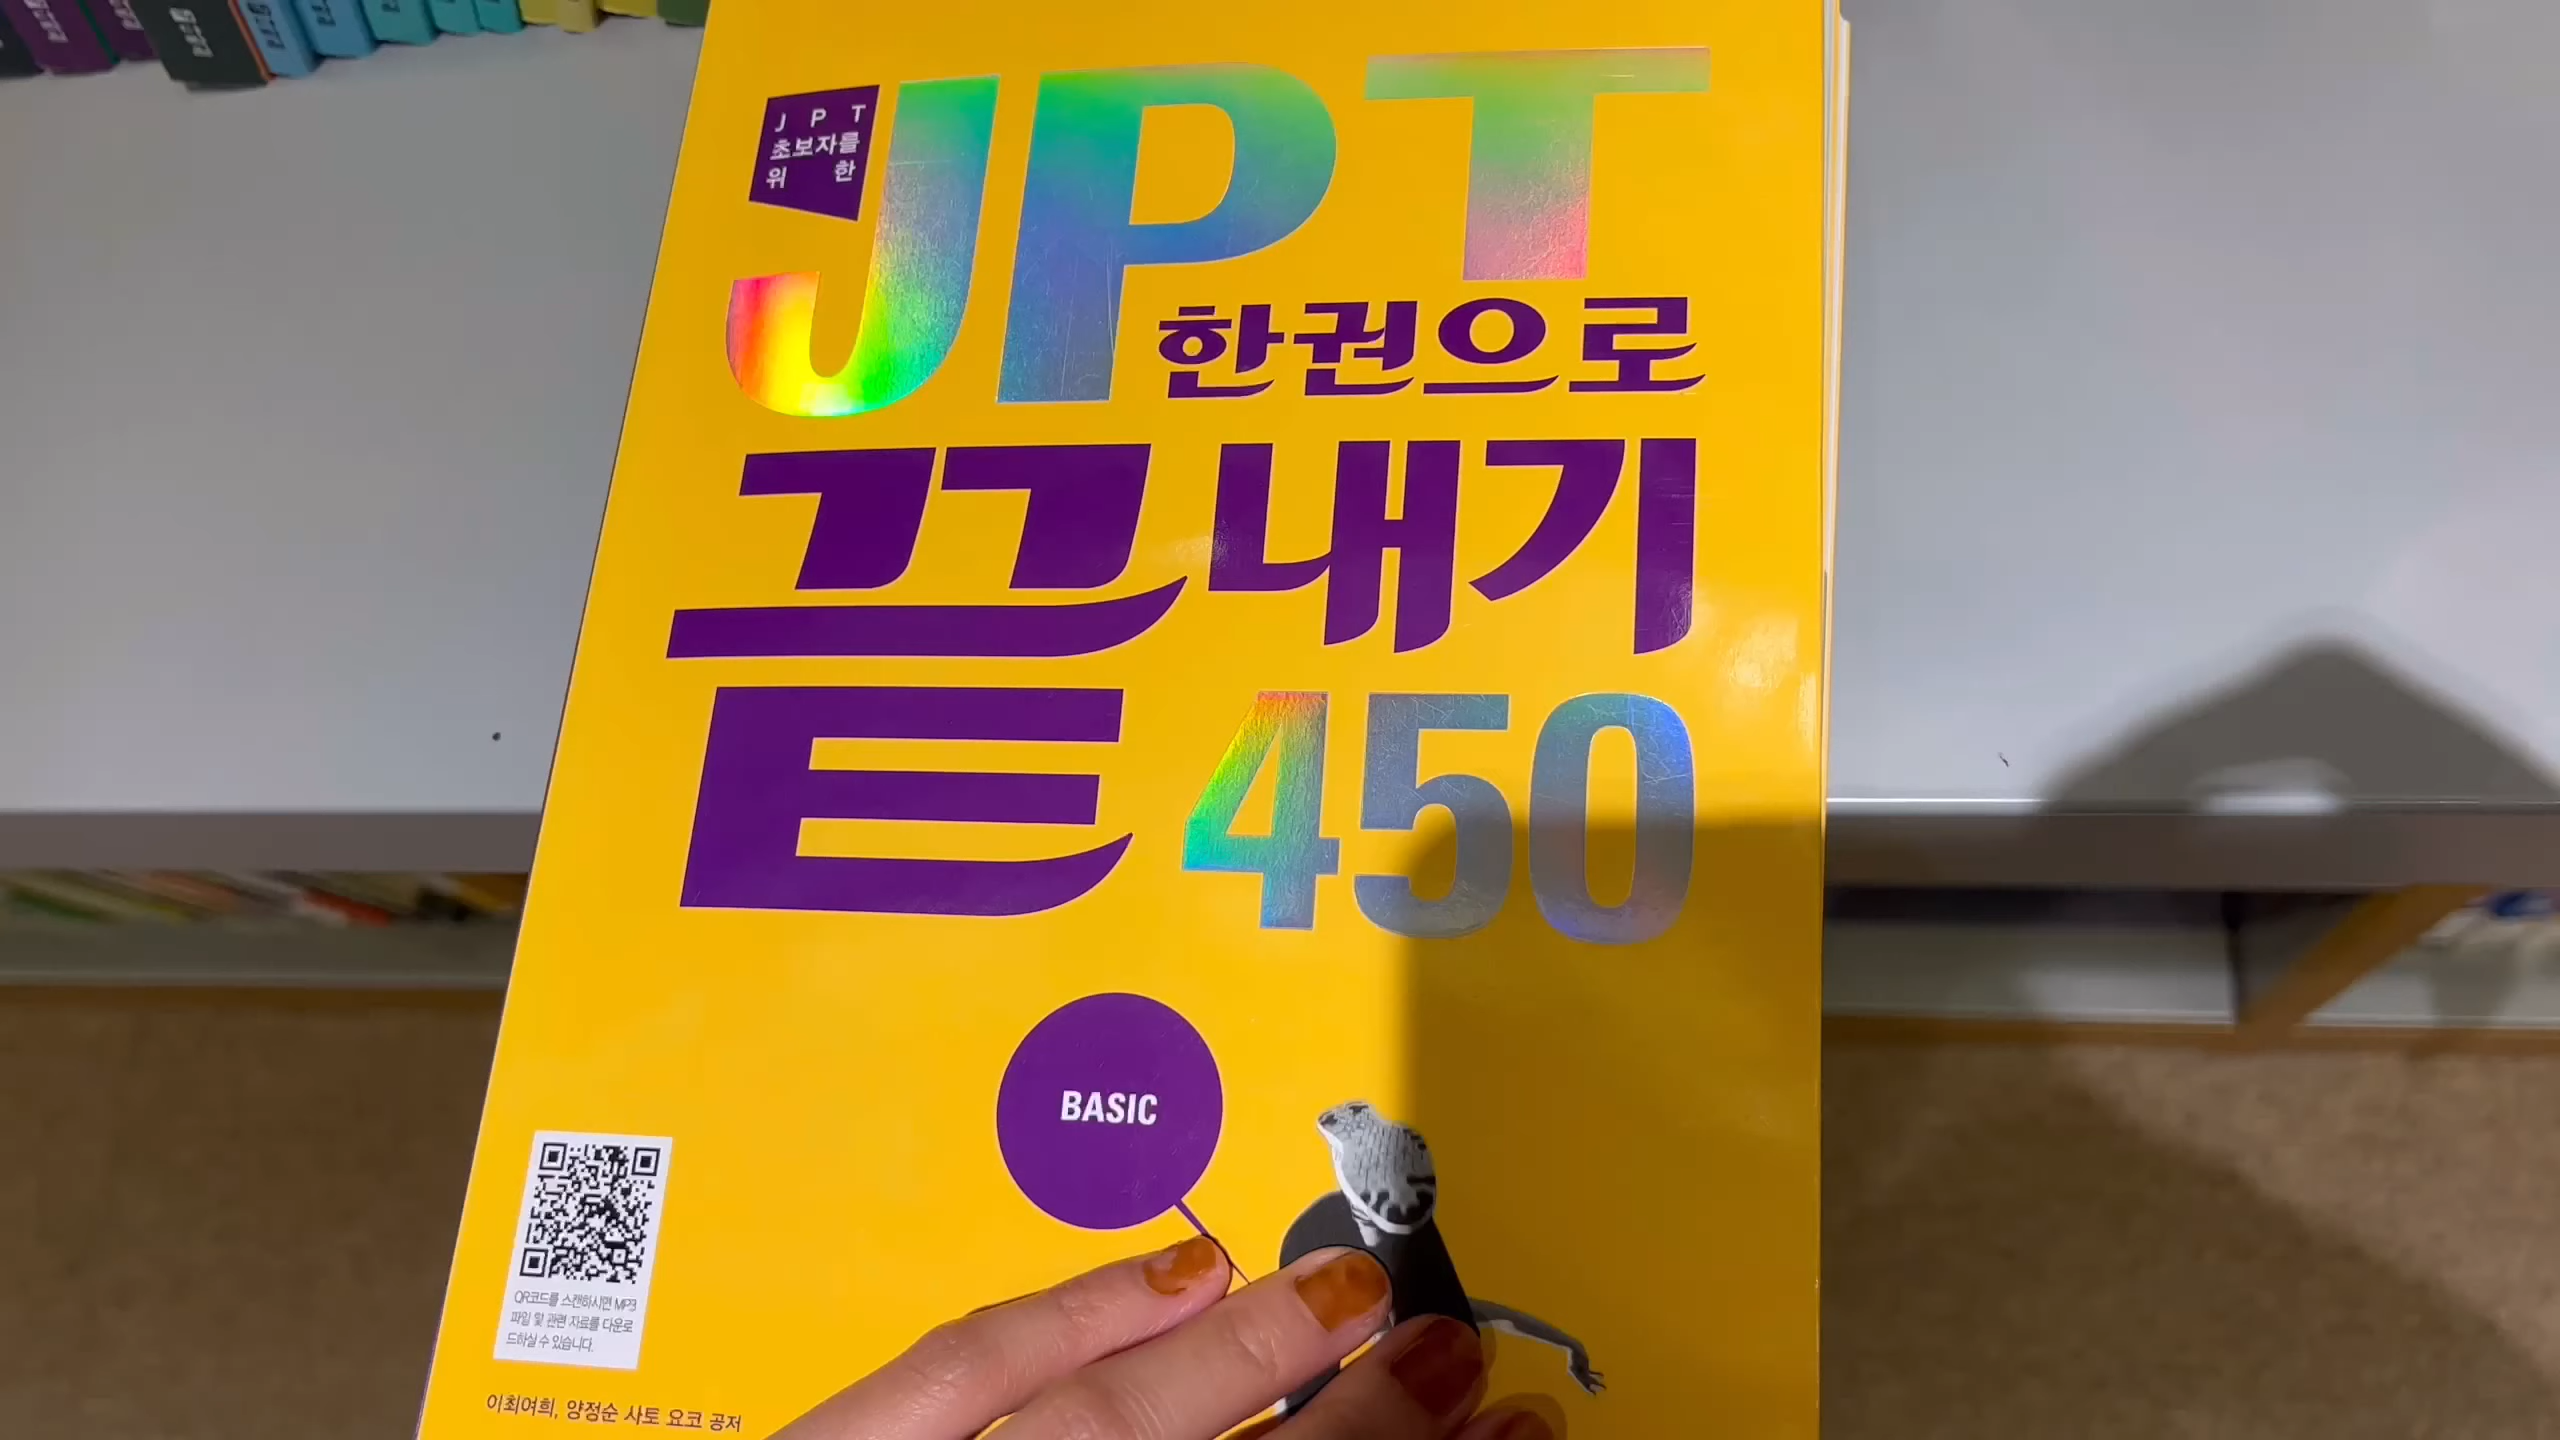 J P T
초보자를
위 한
JPT
한권으로
끝내기
450
BASIC
QR코드를 스캔하시면 MP3
파일 및 관련 자료를 다운로
드하실 수 있습니다.
이최여희, 양정순 사토 요코 공저